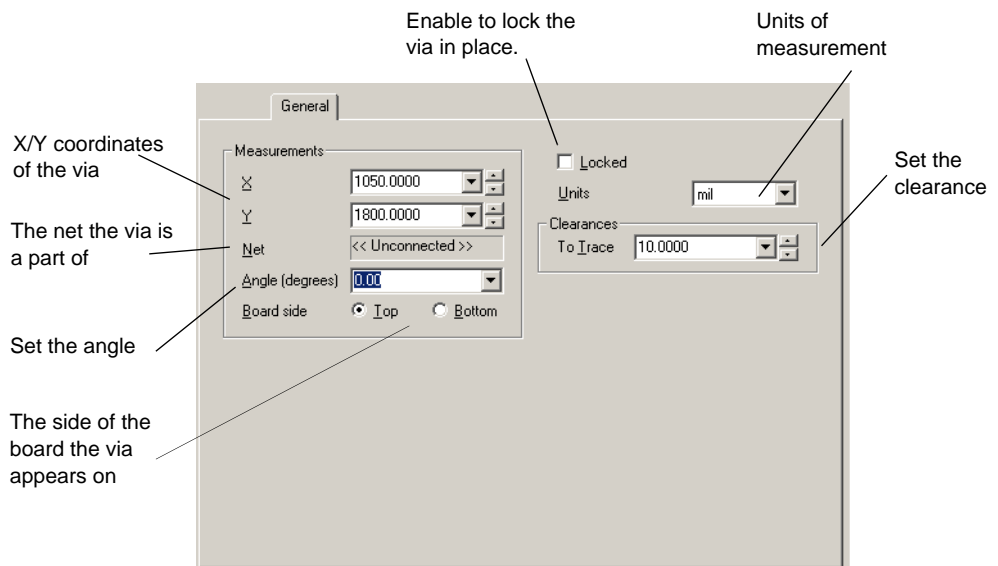 Enable to lock the
via in place.
Units of
measurement
General
X/Y coordinates
of the via
Measurements
X
1050.0000
Y
1800.0000
Net
<< Unconnected >>
Angle (degrees)
0.00
Board side
Top
Bottom
Locked
Units
mil
Clearances
To Trace
10.0000
Set the
clearance
The net the via is
a part of
Set the angle
The side of the
board the via
appears on